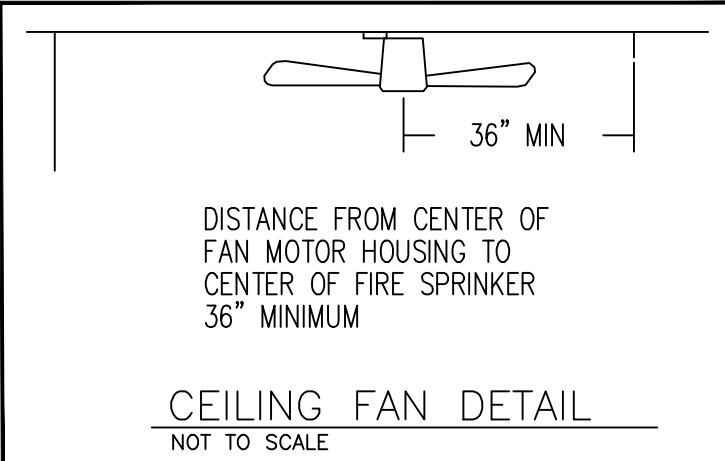 36" MIN
DISTANCE FROM CENTER OF
FAN MOTOR HOUSING TO
CENTER OF FIRE SPRINKER
36" MINIMUM
CEILING FAN DETAIL
NOT TO SCALE